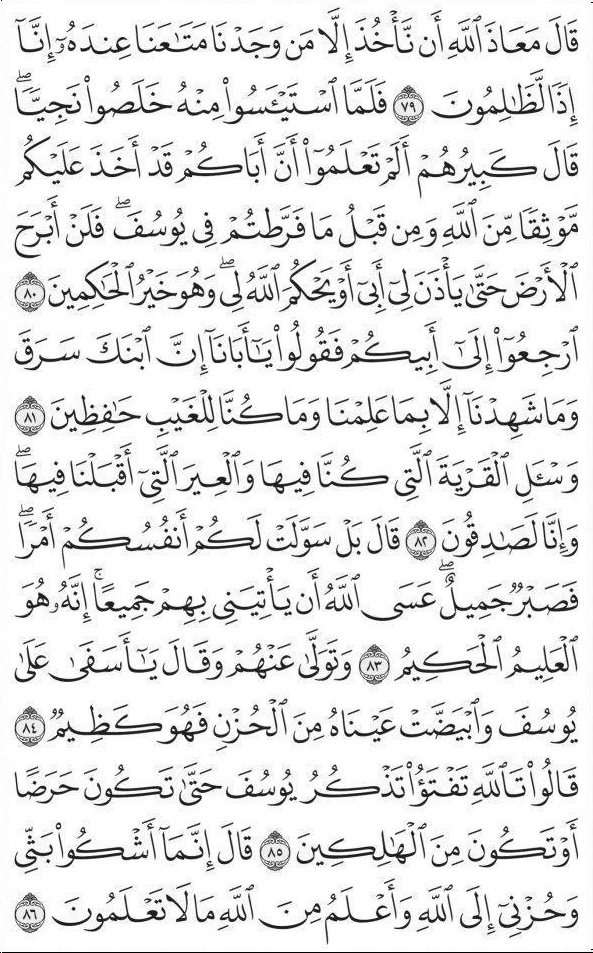 قَالَ مَعَاذَ ٱللَّهِ أَن نَّأۡخُذَ إِلَّا مَن وَجَدۡنَا مَتَٰعَنَا عِندَهُۥٓ إِنَّآ
إِذٗا لَّظَٰلِمُونَ ٧٩ فَلَمَّا ٱسۡتَيۡـَٔسُواْ مِنۡهُ خَلَصُواْ نَجِيّٗاۖ
قَالَ كَبِيرُهُمۡ أَلَمۡ تَعۡلَمُوٓاْ أَنَّ أَبَاكُمۡ قَدۡ أَخَذَ عَلَيۡكُم
مَّوۡثِقٗا مِّنَ ٱللَّهِ وَمِن قَبۡلُ مَا فَرَّطتُمۡ فِي يُوسُفَۖ فَلَنۡ أَبۡرَحَ
ٱلۡأَرۡضَ حَتَّىٰ يَأۡذَنَ لِيٓ أَبِيٓ أَوۡ يَحۡكُمَ ٱللَّهُ لِيۖ وَهُوَ خَيۡرُ ٱلۡحَٰكِمِينَ ٨٠
ٱرۡجِعُوٓاْ إِلَىٰٓ أَبِيكُمۡ فَقُولُواْ يَٰٓأَبَانَآ إِنَّ ٱبۡنَكَ سَرَقَ
وَمَا شَهِدۡنَآ إِلَّا بِمَا عَلِمۡنَا وَمَا كُنَّا لِلۡغَيۡبِ حَٰفِظِينَ ٨١
وَسۡـَٔلِ ٱلۡقَرۡيَةَ ٱلَّتِي كُنَّا فِيهَا وَٱلۡعِيرَ ٱلَّتِيٓ أَقۡبَلۡنَا فِيهَاۖ
وَإِنَّا لَصَٰدِقُونَ ٨٢ قَالَ بَلۡ سَوَّلَتۡ لَكُمۡ أَنفُسُكُمۡ أَمۡرٗاۖ
فَصَبۡرٞ جَمِيلٌۖ عَسَى ٱللَّهُ أَن يَأۡتِيَنِي بِهِمۡ جَمِيعًاۚ إِنَّهُۥ هُوَ
ٱلۡعَلِيمُ ٱلۡحَكِيمُ ٨٣ وَتَوَلَّىٰ عَنۡهُمۡ وَقَالَ يَٰٓأَسَفَىٰ عَلَىٰ
يُوسُفَ وَٱبۡيَضَّتۡ عَيۡنَاهُ مِنَ ٱلۡحُزۡنِ فَهُوَ كَظِيمٞ ٨٤
قَالُواْ تَٱللَّهِ تَفۡتَؤُاْ تَذۡكُرُ يُوسُفَ حَتَّىٰ تَكُونَ حَرَضًا
أَوۡ تَكُونَ مِنَ ٱلۡهَٰلِكِينَ ٨٥ قَالَ إِنَّمَآ أَشۡكُواْ بَثِّي
وَحُزۡنِيٓ إِلَى ٱللَّهِ وَأَعۡلَمُ مِنَ ٱللَّهِ مَا لَا تَعۡلَمُونَ ٨٦